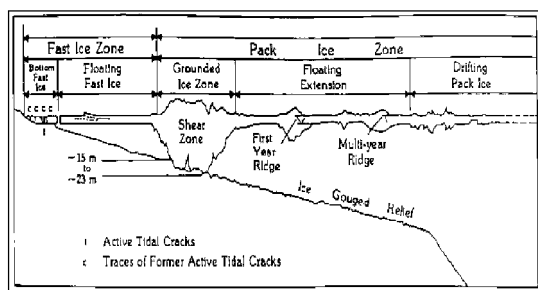 Fast Ice Zone
Pack Ice Zone
Bottom
Fast
Ice
Floating
Fast Ice
Grounded
Ice Zone
Floating
Extension
Drifting
Pack Ice
c c c c
I
Shear
Zone
First
Year
Ridge
Multi-year
Ridge
~15 m
to
~23 m
Ice Gouged Relief
I Active Tidal Cracks
c Traces of Former Active Tidal Cracks